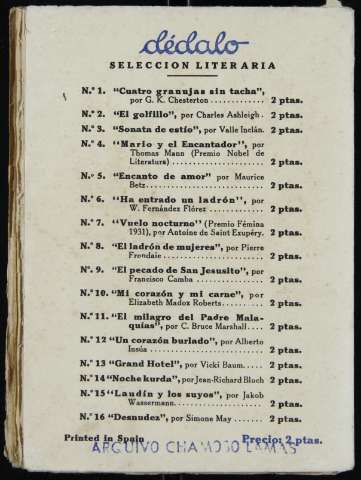 dédalo
SELECCION LITERARIA
N.º 1. "Cuatro granujas sin tacha",
por G. K. Chesterton ............. 2 ptas.
N.º 2. "El golfillo", por Charles Ashleigh . 2 ptas.
N.º 3. "Sonata de estío", por Valle Inclán. 2 ptas.
N.º 4. "Mario y el Encantador", por
Thomas Mann (Premio Nobel de
Literatura) ...................... 2 ptas.
N.º 5. "Encanto de amor" por Maurice
Betz ............................. 2 ptas.
N.º 6. "Ha entrado un ladrón", por
W. Fernández Flórez .............. 2 ptas.
N.º 7. "Vuelo nocturno" (Premio Fémina
1931), por Antoine de Saint Exupéry. 2 ptas.
N.º 8. "El ladrón de mujeres", por Pierre
Frondaie ......................... 2 ptas.
N.º 9. "El pecado de San Jesusito", por
Francisco Camba .................. 2 ptas.
N.º 10. "Mi corazón y mi carne", por
Elizabeth Madox Roberts .......... 2 ptas.
N.º 11. "El milagro del Padre Mala-
quías", por C. Bruce Marshall .... 2 ptas.
N.º 12 "Un corazón burlado", por Alberto
Insúa ............................ 2 ptas.
N.º 13 "Grand Hotel", por Vicki Baum ..... 2 ptas.
N.º 14 "Noche kurda", por Jean-Richard Bloch 2 ptas.
N.º 15 "Laudín y los suyos", por Jakob
Wassermann. ...................... 2 ptas.
N.º 16 "Desnudez", por Simone May ........ 2 ptas.
Printed in Spain Precio: 2 ptas.
ARQUIVO CHAMOSO LAMAS